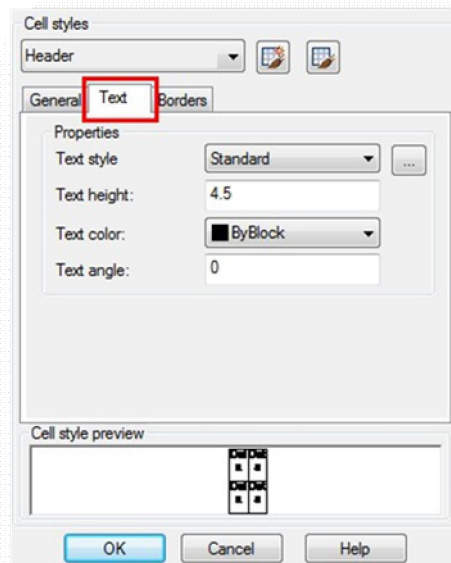 Cell styles
Header
General Text Borders
Properties
Text style Standard ...
Text height: 4.5
Text color: ByBlock
Text angle: 0
Cell style preview
OK Cancel Help